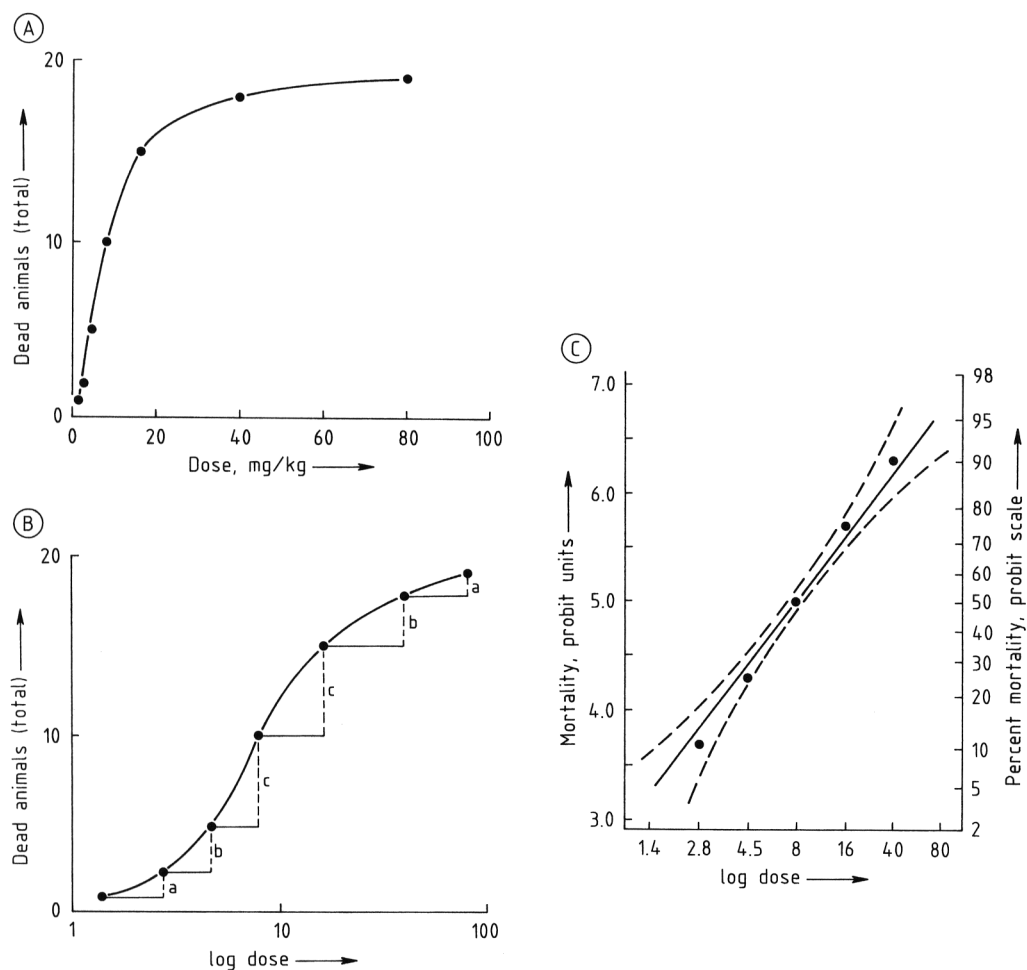 A
20
10
0
Dead animals (total)
0 20 40 60 80 100
Dose, mg/kg
B
20
10
0
Dead animals (total)
a
b
c
c
b
a
1 10 100
log dose
C
7.0
6.0
5.0
4.0
3.0
Mortality, probit units
98
95
90
80
70
60
50
40
30
20
10
5
2
Percent mortality, probit scale
1.4 2.8 4.5 8 16 40 80
log dose